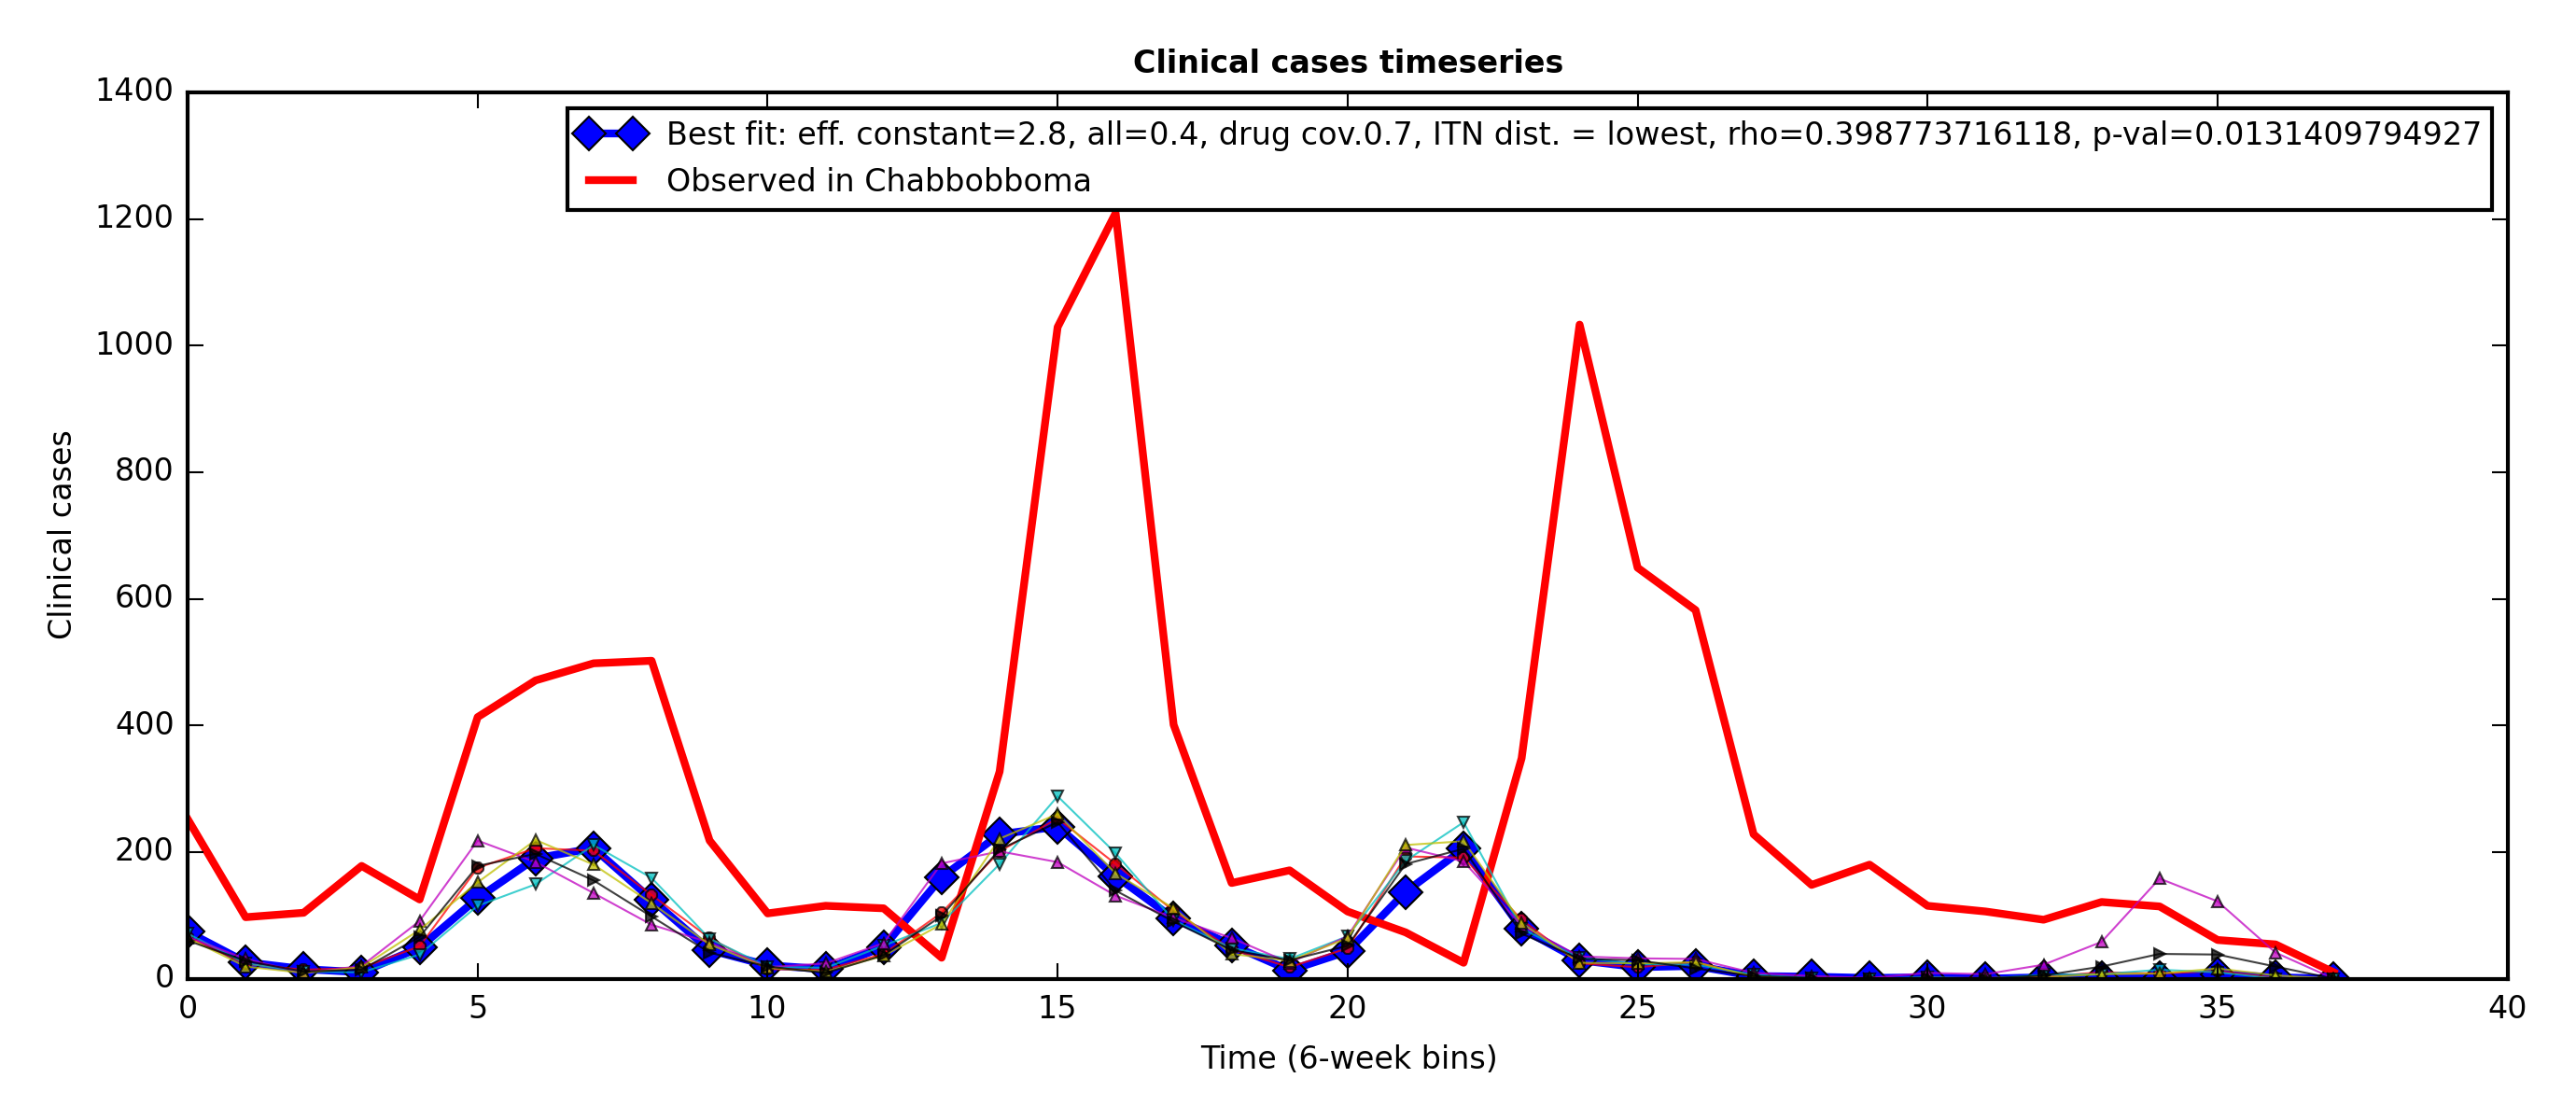 Clinical cases timeseries
1400
1200
1000
800
600
400
200
0
Clinical cases
Best fit: eff. constant=2.8, all=0.4, drug cov.0.7, ITN dist. = lowest, rho=0.398773716118, p-val=0.0131409794927
Observed in Chabbobboma
0 5 10 15 20 25 30 35 40
Time (6-week bins)